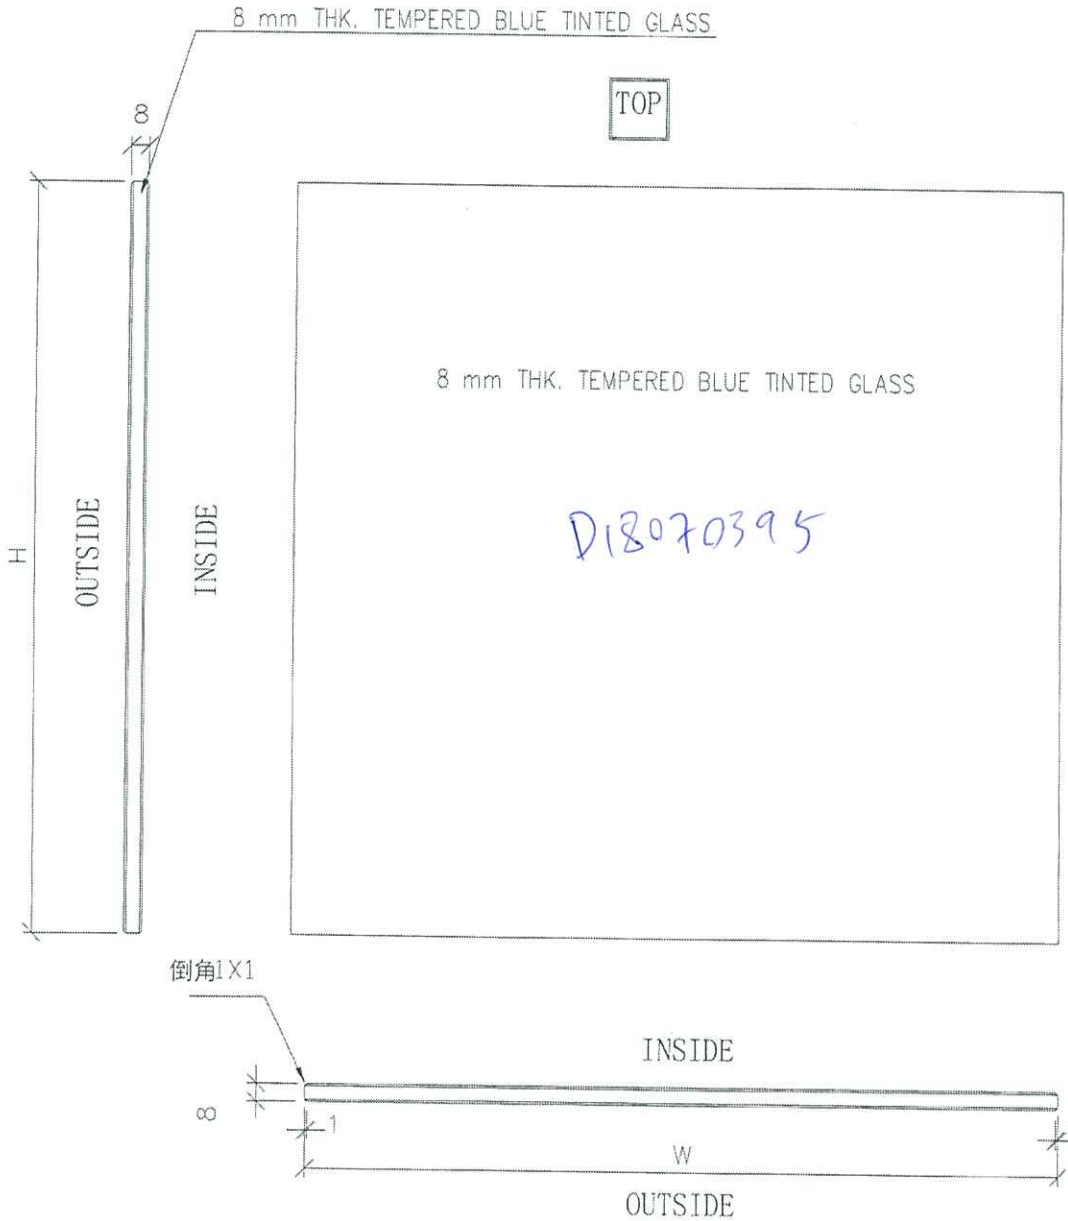 8 mm THK. TEMPERED BLUE TINTED GLASS
TOP
8
8 mm THK. TEMPERED BLUE TINTED GLASS
D18070395
H
OUTSIDE
INSIDE
倒角1X1
INSIDE
8
1
W
OUTSIDE